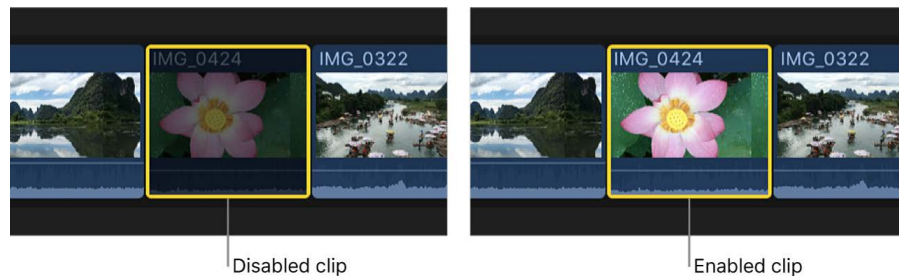 IMG_0424
IMG_0322
IMG_0424
IMG_0322
Disabled clip
Enabled clip